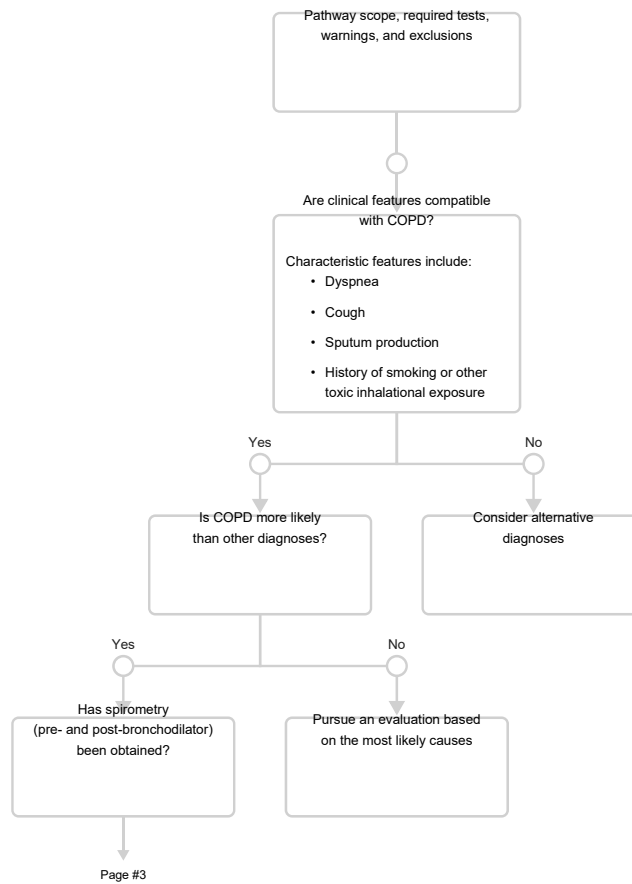 Pathway scope, required tests,
warnings, and exclusions
Are clinical features compatible
with COPD?
Characteristic features include:
• Dyspnea
• Cough
• Sputum production
• History of smoking or other
toxic inhalational exposure
Yes
No
Is COPD more likely
than other diagnoses?
Consider alternative
diagnoses
Yes
No
Has spirometry
(pre- and post-bronchodilator)
been obtained?
Pursue an evaluation based
on the most likely causes
Page #3